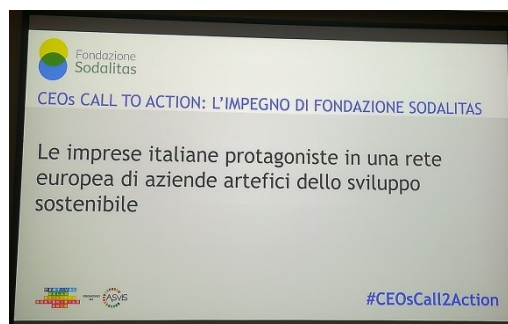 Fondazione
Sodalitas
CEOs CALL TO ACTION: L'IMPEGNO DI FONDAZIONE SODALITAS
Le imprese italiane protagoniste in una rete
europea di aziende artefici dello sviluppo
sostenibile
ASVIS
#CEOsCall2Action